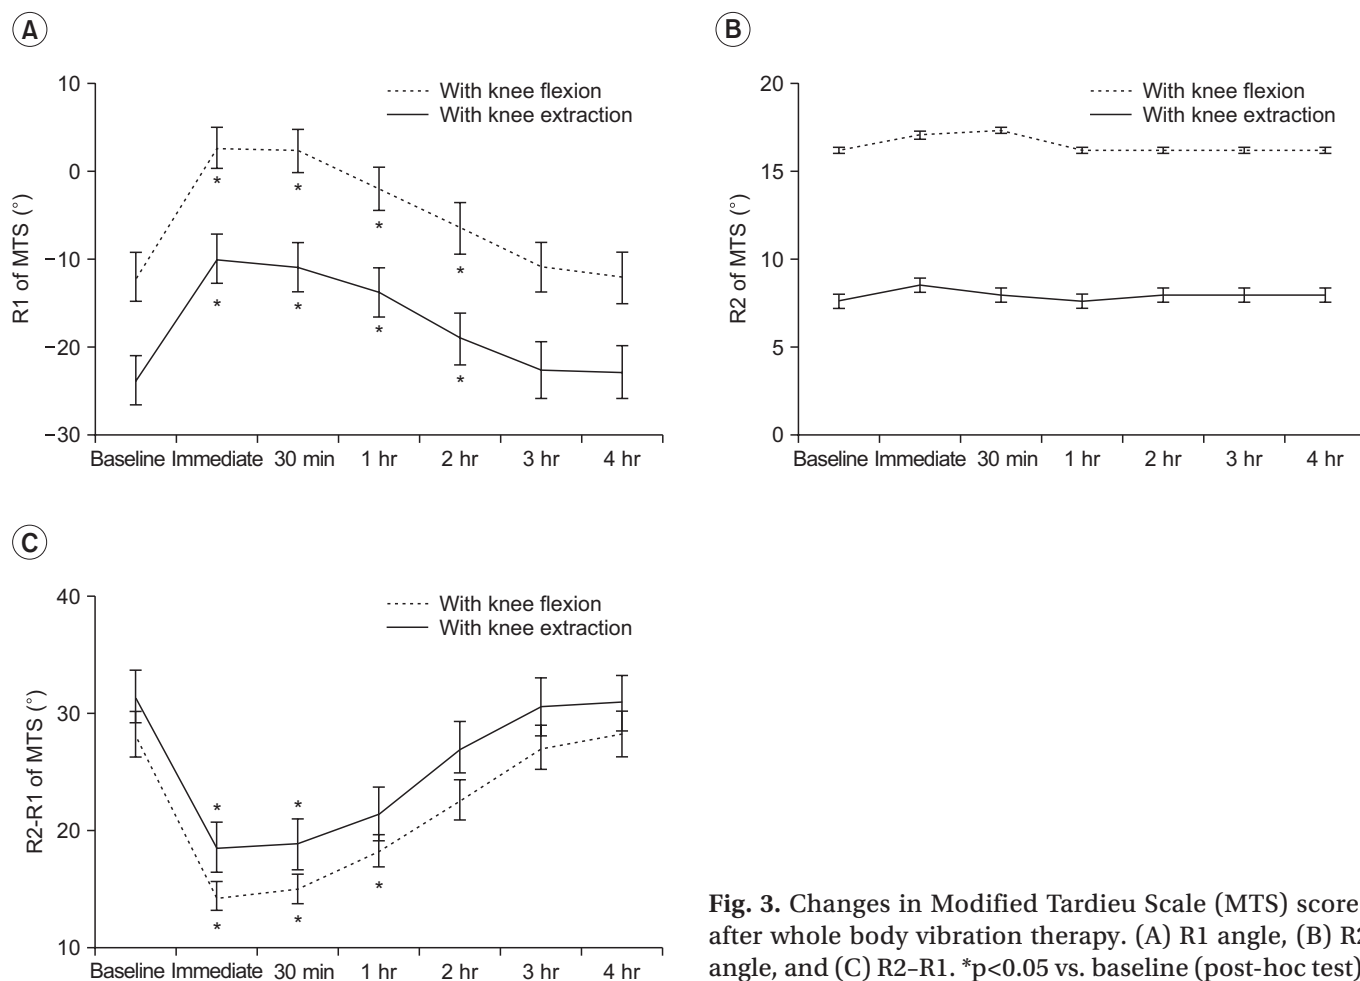 A
With knee flexion
With knee extraction
R1 of MTS (°)
10
0
−10
−20
−30
* * * *
* * * *
Baseline Immediate 30 min 1 hr 2 hr 3 hr 4 hr
B
With knee flexion
With knee extraction
R2 of MTS (°)
20
15
10
5
0
Baseline Immediate 30 min 1 hr 2 hr 3 hr 4 hr
C
With knee flexion
With knee extraction
R2-R1 of MTS (°)
40
30
20
10
* *
* * *
Baseline Immediate 30 min 1 hr 2 hr 3 hr 4 hr
Fig. 3. Changes in Modified Tardieu Scale (MTS) score
after whole body vibration therapy. (A) R1 angle, (B) R2
angle, and (C) R2–R1. *p<0.05 vs. baseline (post-hoc test)